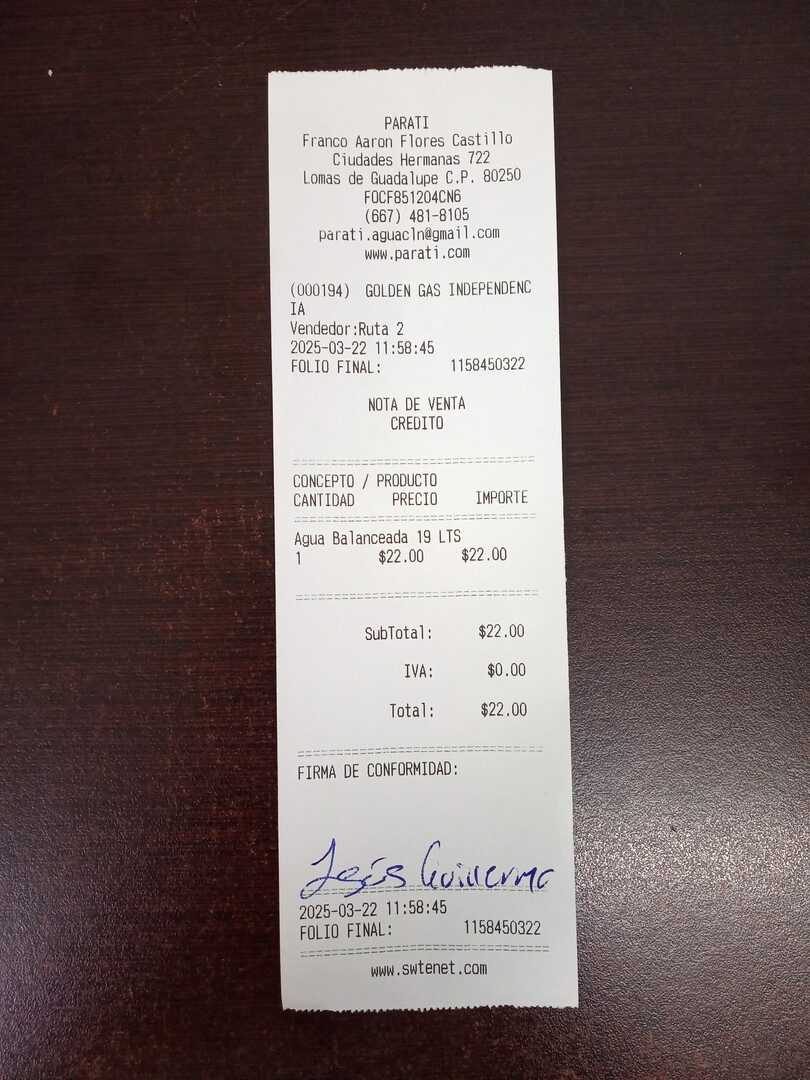 PARATI
Franco Aaron Flores Castillo
Ciudades Hermanas 722
Lomas de Guadalupe C.P. 80250
FOCF851204CN6
(667) 481-8105
parati.aguacln@gmail.com
www.parati.com
(000194) GOLDEN GAS INDEPENDENC
IA
Vendedor:Ruta 2
2025-03-22 11:58:45
FOLIO FINAL: 1158450322
NOTA DE VENTA
CREDITO
CONCEPTO / PRODUCTO
CANTIDAD PRECIO IMPORTE
Agua Balanceada 19 LTS
1 $22.00 $22.00
SubTotal: $22.00
IVA: $0.00
Total: $22.00
FIRMA DE CONFORMIDAD:
Jesús Guillermo
2025-03-22 11:58:45
FOLIO FINAL: 1158450322
www.swtenet.com